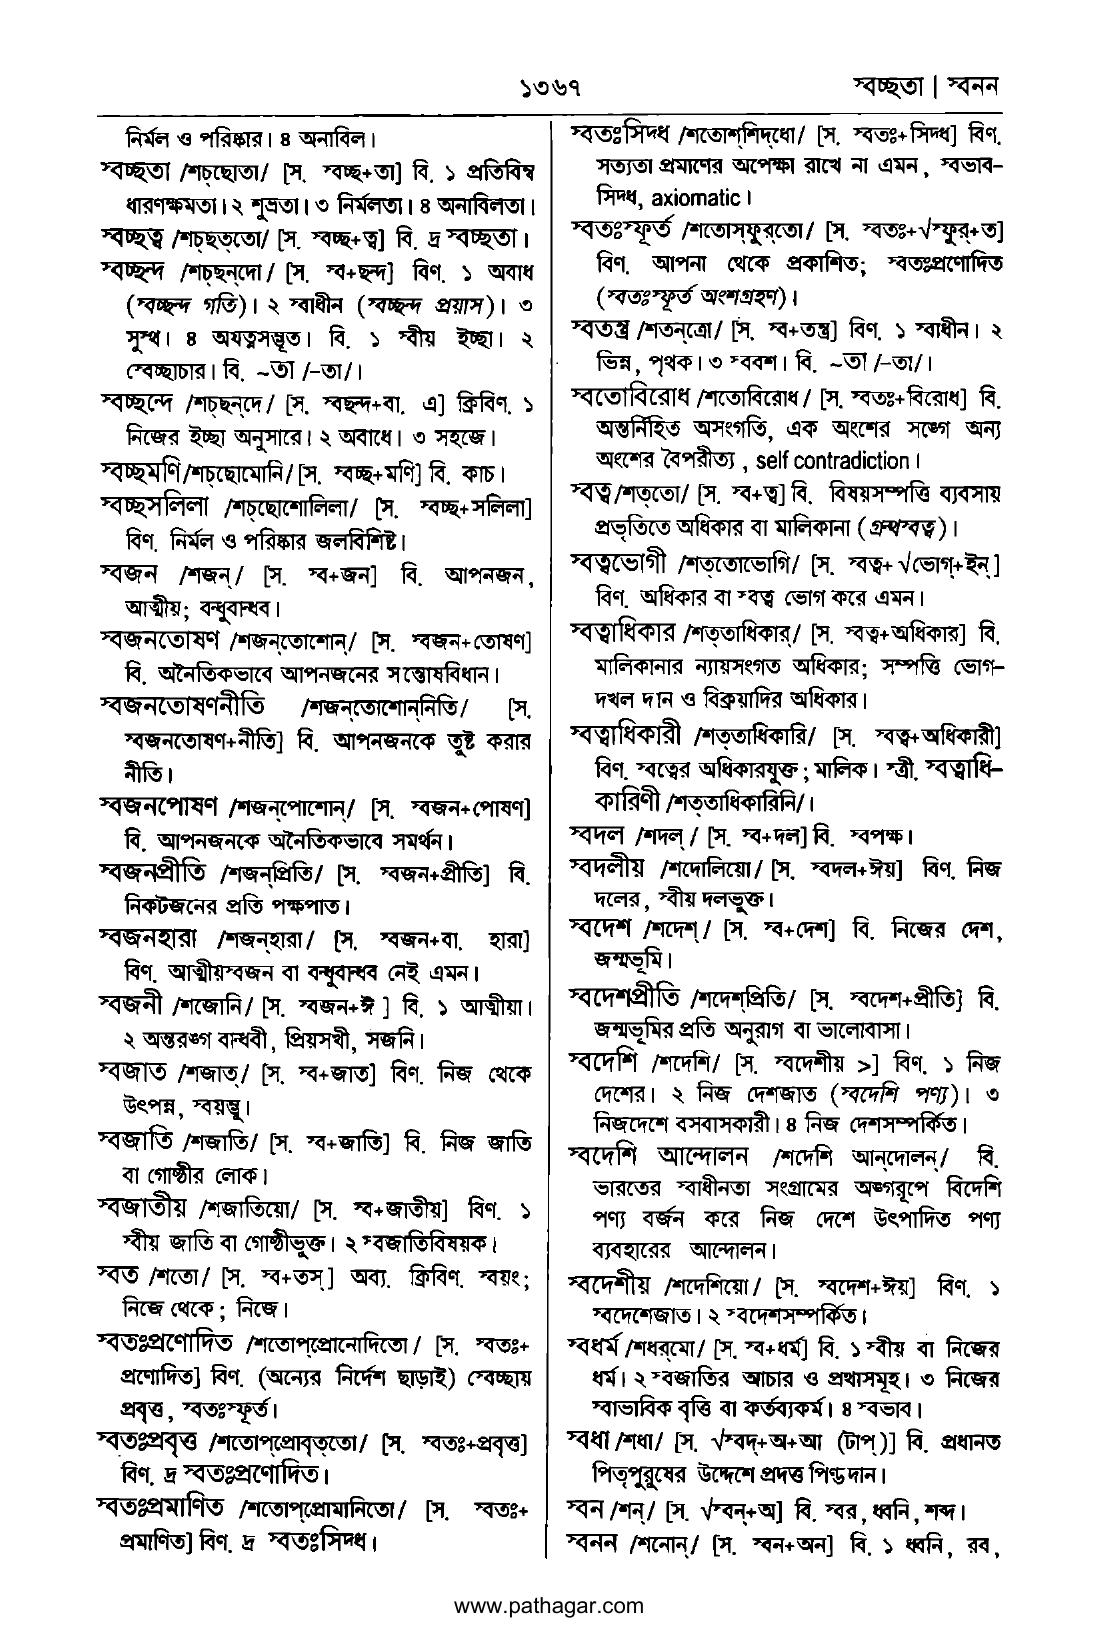 ১৩৬৭
স্বচ্ছতা | স্বনন
নির্মল ও পরিষ্কার। ৪ অনাবিল।
স্বচ্ছতা /শচ্ছোতা/ [স. স্বচ্ছ+তা] বি. ১ প্রতিবিম্ব
ধারণক্ষমতা। ২ শুভ্রতা। ৩ নির্মলতা। ৪ অনাবিলতা।
স্বচ্ছত্ব /শচ্ছত্তো/ [স. স্বচ্ছ+ত্ব] বি. দ্র স্বচ্ছতা।
স্বচ্ছন্দ /শচ্ছন্দো/ [স. স্ব+ছন্দ] বিণ. ১ অবাধ
(স্বচ্ছন্দ গতি)। ২ স্বাধীন (স্বচ্ছন্দ প্রয়াস)। ৩
সুস্থ। ৪ অযত্নসম্ভূত। বি. ১ স্বীয় ইচ্ছা। ২
স্বেচ্ছাচার। বি. ~তা /–তা/।
স্বচ্ছন্দে /শচ্ছন্দে/ [স. স্বছন্দ+বা. এ] ক্রিবিণ. ১
নিজের ইচ্ছা অনুসারে। ২ অবাধে। ৩ সহজে।
স্বচ্ছমণি/শচ্ছোমোনি/ [স. স্বচ্ছ+মণি] বি. কাচ।
স্বচ্ছসলিলা /শচ্ছোশোলিলা/ [স. স্বচ্ছ+সলিলা]
বিণ. নির্মল ও পরিষ্কার জলবিশিষ্ট।
স্বজন /শজন্/ [স. স্ব+জন] বি. আপনজন,
আত্মীয়; বন্ধুবান্ধব।
স্বজনতোষণ /শজন্তোশোন্/ [স. স্বজন+তোষণ]
বি. অনৈতিকভাবে আপনজনের সন্তোষবিধান।
স্বজনতোষণনীতি /শজন্তোশোন্নিতি/ [স.
স্বজনতোষণ+নীতি] বি. আপনজনকে তুষ্ট করার
নীতি।
স্বজনপোষণ /শজন্পোশোন্/ [স. স্বজন+পোষণ]
বি. আপনজনকে অনৈতিকভাবে সমর্থন।
স্বজনপ্রীতি /শজন্প্রিতি/ [স. স্বজন+প্রীতি] বি.
নিকটজনের প্রতি পক্ষপাত।
স্বজনহারা /শজন্হারা/ [স. স্বজন+বা. হারা]
বিণ. আত্মীয়স্বজন বা বন্ধুবান্ধব নেই এমন।
স্বজনী /শজোনি/ [স. স্বজন+ঈ ] বি. ১ আত্মীয়া।
২ অন্তরঙ্গ বান্ধবী, প্রিয়সখী, সজনি।
স্বজাত /শজাত্/ [স. স্ব+জাত] বিণ. নিজ থেকে
উৎপন্ন, স্বয়ম্ভূ।
স্বজাতি /শজাতি/ [স. স্ব+জাতি] বি. নিজ জাতি
বা গোষ্ঠীর লোক।
স্বজাতীয় /শজাতিয়ো/ [স. স্ব+জাতীয়] বিণ. ১
স্বীয় জাতি বা গোষ্ঠীভুক্ত। ২ স্বজাতিবিষয়ক।
স্বত /শতো/ [স. স্ব+তস্] অব্য. ক্রিবিণ. স্বয়ং;
নিজে থেকে; নিজে।
স্বতঃপ্রণোদিত /শতোপ্প্রোনোদিতো/ [স. স্বতঃ+
প্রণোদিত] বিণ. (অন্যের নির্দেশ ছাড়াই) স্বেচ্ছায়
প্রবৃত্ত, স্বতঃস্ফূর্ত।
স্বতঃপ্রবৃত্ত /শতোপ্প্রোবৃত্তো/ [স. স্বতঃ+প্রবৃত্ত]
বিণ. দ্র স্বতঃপ্রণোদিত।
স্বতঃপ্রমাণিত /শতোপ্প্রোমানিতো/ [স. স্বতঃ+
প্রমাণিত] বিণ. দ্র স্বতঃসিদ্ধ।
স্বতঃসিদ্ধ /শতোশ্শিদ্ধো/ [স. স্বতঃ+সিদ্ধ] বিণ.
সত্যতা প্রমাণের অপেক্ষা রাখে না এমন, স্বভাব–
সিদ্ধ, axiomatic।
স্বতঃস্ফূর্ত /শতোস্ফুর্তো/ [স. স্বতঃ+√স্ফুর্+ত]
বিণ. আপনা থেকে প্রকাশিত; স্বতঃপ্রণোদিত
(স্বতঃস্ফূর্ত অংশগ্রহণ)।
স্বতন্ত্র /শতন্ত্রো/ [স. স্ব+তন্ত্র] বিণ. ১ স্বাধীন। ২
ভিন্ন, পৃথক। ৩ স্ববশ। বি. ~তা /–তা/।
স্বতোবিরোধ /শতোবিরোধ/ [স. স্বতঃ+বিরোধ] বি.
অন্তর্নিহিত অসংগতি, এক অংশের সঙ্গে অন্য
অংশের বৈপরীত্য, self contradiction।
স্বত্ব /শত্তো/ [স. স্ব+ত্ব] বি. বিষয়সম্পত্তি ব্যবসায়
প্রভৃতিতে অধিকার বা মালিকানা (গ্রন্থস্বত্ব)।
স্বত্বভোগী /শত্তোভোগি/ [স. স্বত্ব+ √ভোগ্+ইন্]
বিণ. অধিকার বা স্বত্ব ভোগ করে এমন।
স্বত্বাধিকার /শত্তাধিকার্/ [স. স্বত্ব+অধিকার] বি.
মালিকানার ন্যায়সংগত অধিকার; সম্পত্তি ভোগ–
দখল দান ও বিক্রয়াদির অধিকার।
স্বত্বাধিকারী /শত্তাধিকারি/ [স. স্বত্ব+অধিকারী]
বিণ. স্বত্বের অধিকারযুক্ত; মালিক। স্ত্রী. স্বত্বাধি–
কারিণী /শত্তাধিকারিনি/।
স্বদল /শদল্/ [স. স্ব+দল] বি. স্বপক্ষ।
স্বদলীয় /শদোলিয়ো/ [স. স্বদল+ঈয়] বিণ. নিজ
দলের, স্বীয় দলভুক্ত।
স্বদেশ /শদেশ্/ [স. স্ব+দেশ] বি. নিজের দেশ,
জন্মভূমি।
স্বদেশপ্রীতি /শদেশ্প্রিতি/ [স. স্বদেশ+প্রীতি] বি.
জন্মভূমির প্রতি অনুরাগ বা ভালোবাসা।
স্বদেশি /শদেশি/ [স. স্বদেশীয় >] বিণ. ১ নিজ
দেশের। ২ নিজ দেশজাত (স্বদেশি পণ্য)। ৩
নিজদেশে বসবাসকারী। ৪ নিজ দেশসম্পর্কিত।
স্বদেশি আন্দোলন /শদেশি আন্দোলন্/ বি.
ভারতের স্বাধীনতা সংগ্রামের অঙ্গরূপে বিদেশি
পণ্য বর্জন করে নিজ দেশে উৎপাদিত পণ্য
ব্যবহারের আন্দোলন।
স্বদেশীয় /শদেশিয়ো/ [স. স্বদেশ+ঈয়] বিণ. ১
স্বদেশজাত। ২ স্বদেশসম্পর্কিত।
স্বধর্ম /শধর্মো/ [স. স্ব+ধর্ম] বি. ১ স্বীয় বা নিজের
ধর্ম। ২ স্বজাতির আচার ও প্রথাসমূহ। ৩ নিজের
স্বাভাবিক বৃত্তি বা কর্তব্যকর্ম। ৪ স্বভাব।
স্বধা /শধা/ [স. √স্বদ্+অ+আ (টাপ্)] বি. প্রধানত
পিতৃপুরুষের উদ্দেশে প্রদত্ত পিণ্ডদান।
স্বন /শন্/ [স. √স্বন্+অ] বি. স্বর, ধ্বনি, শব্দ।
স্বনন /শনোন্/ [স. স্বন+অন] বি. ১ ধ্বনি, রব,
www.pathagar.com